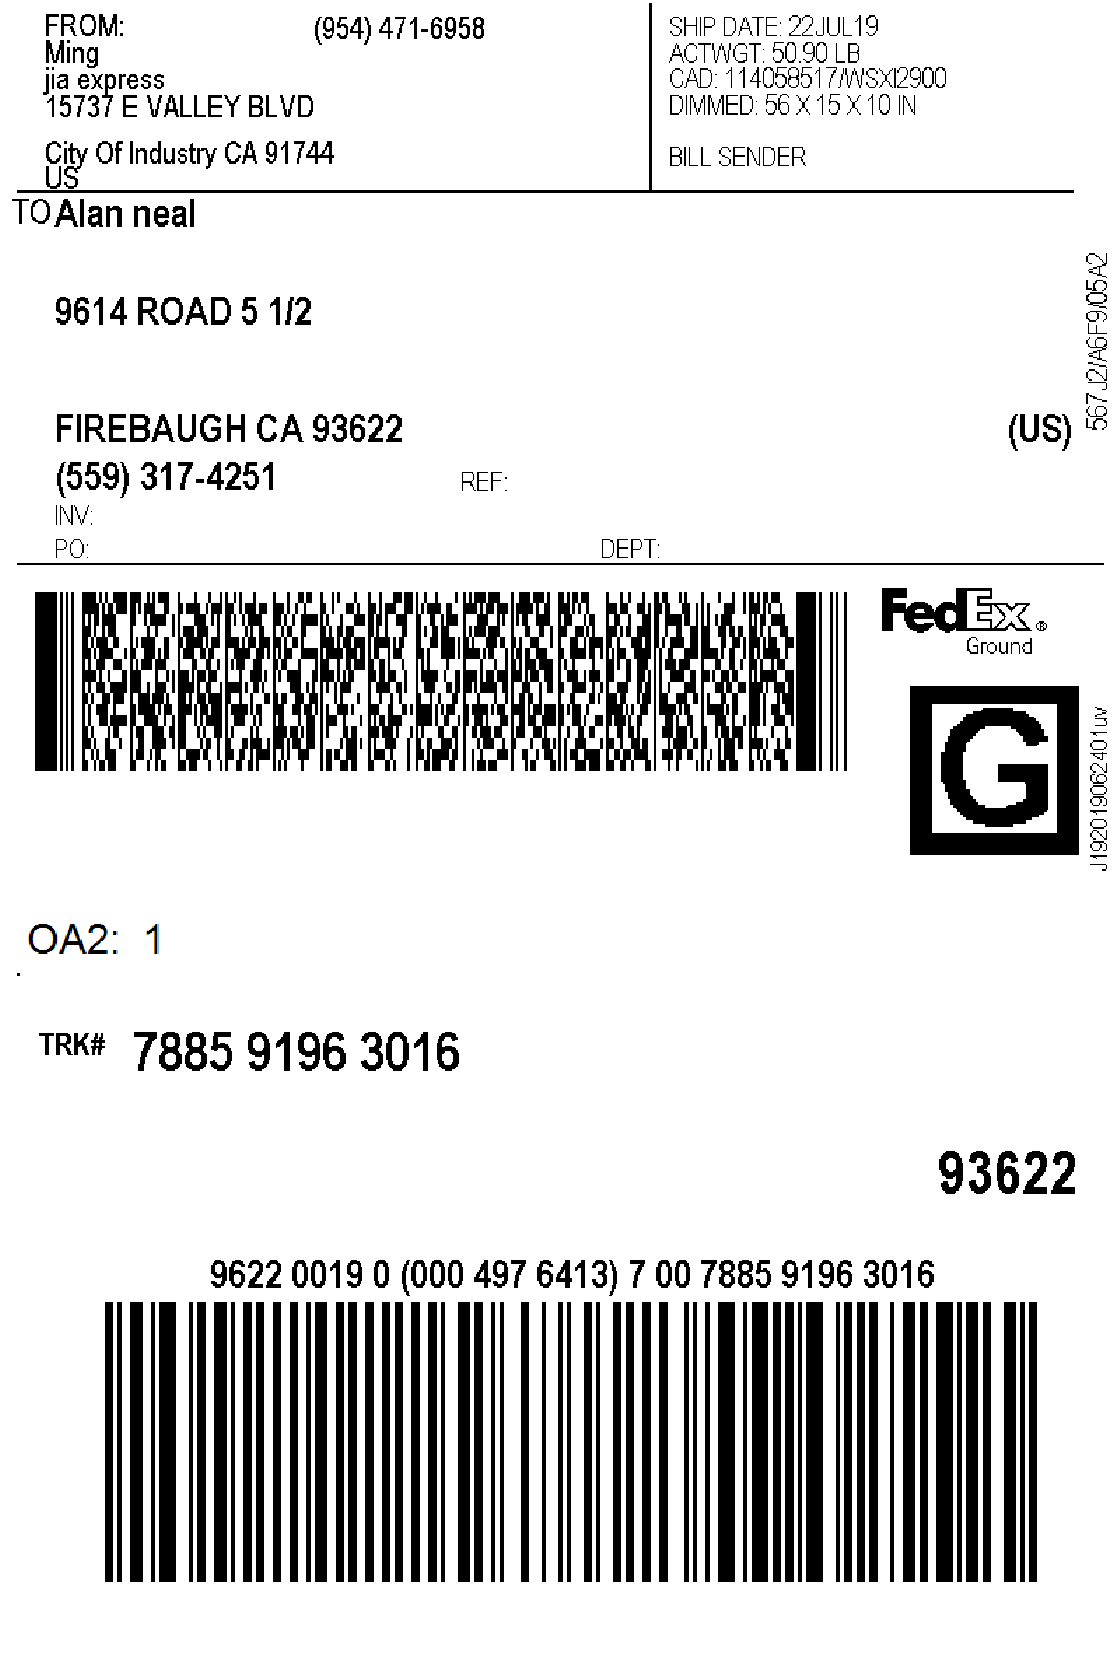 FROM: (954) 471-6958
Ming
jia express
15737 E VALLEY BLVD
City Of Industry CA 91744
US
SHIP DATE: 22JUL19
ACTWGT: 50.90 LB
CAD: 114058517/WSXI2900
DIMMED: 56 X 15 X 10 IN
BILL SENDER
TO Alan neal
9614 ROAD 5 1/2
FIREBAUGH CA 93622 (US)
(559) 317-4251 REF:
INV:
PO: DEPT:
567J2/A6F9/05A2
FedEx®
Ground
G
J192019062401uv
OA2: 1
.
TRK# 7885 9196 3016
93622
9622 0019 0 (000 497 6413) 7 00 7885 9196 3016